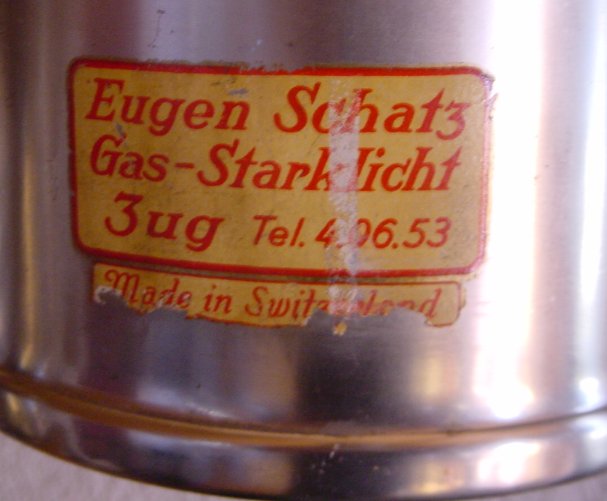 Eugen Schatz
Gas-Starklicht
Zug Tel. 4.06.53
Made in Switzerland